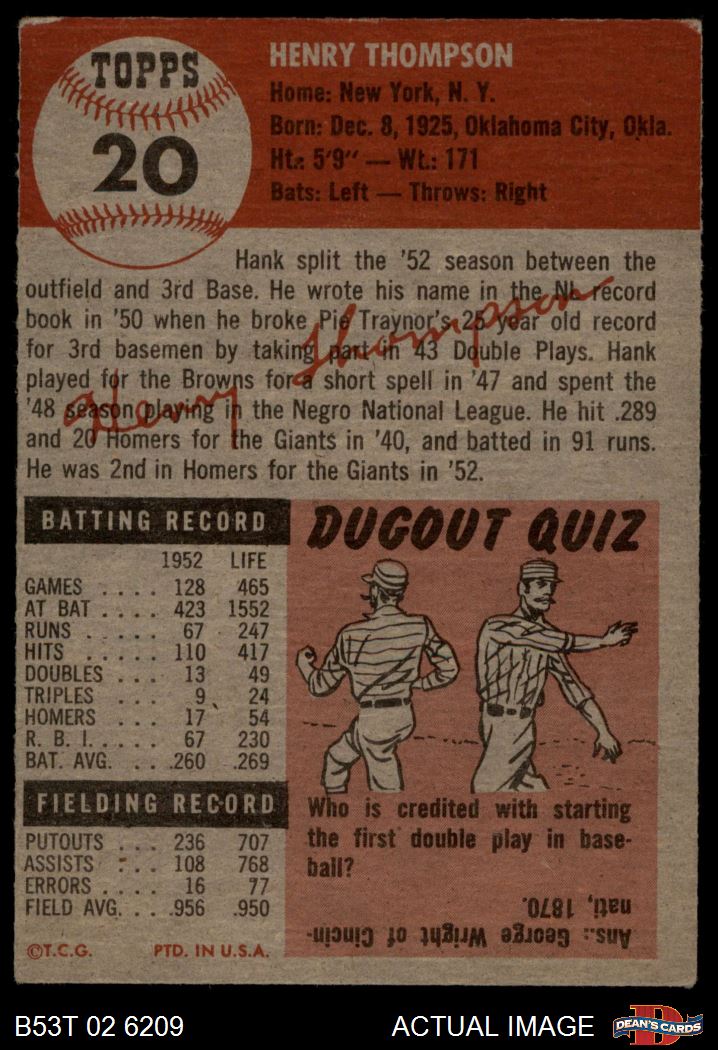 TOPPS
20
HENRY THOMPSON
Home: New York, N. Y.
Born: Dec. 8, 1925, Oklahoma City, Okla.
Ht.: 5'9" — Wt.: 171
Bats: Left — Throws: Right
Hank split the '52 season between the
outfield and 3rd Base. He wrote his name in the NL record
book in '50 when he broke Pie Traynor's 25 year old record
for 3rd basemen by taking part in 43 Double Plays. Hank
played for the Browns for a short spell in '47 and spent the
'48 season playing in the Negro National League. He hit .289
and 20 Homers for the Giants in '40, and batted in 91 runs.
He was 2nd in Homers for the Giants in '52.
Henry Thompson
BATTING RECORD
1952 LIFE
GAMES .... 128 465
AT BAT .... 423 1552
RUNS ..... 67 247
HITS ..... 110 417
DOUBLES ... 13 49
TRIPLES ... 9 24
HOMERS ... 17 54
R. B. I. .... 67 230
BAT. AVG. ... .260 .269
FIELDING RECORD
PUTOUTS ... 236 707
ASSISTS ... 108 768
ERRORS .... 16 77
FIELD AVG. .. .956 .950
©T.C.G. PTD. IN U.S.A.
DUGOUT QUIZ
Who is credited with starting
the first double play in base-
ball?
Ans.: George Wright of Cincin-
nati, 1870.
B53T 02 6209 ACTUAL IMAGE
D
DEAN'S CARDS